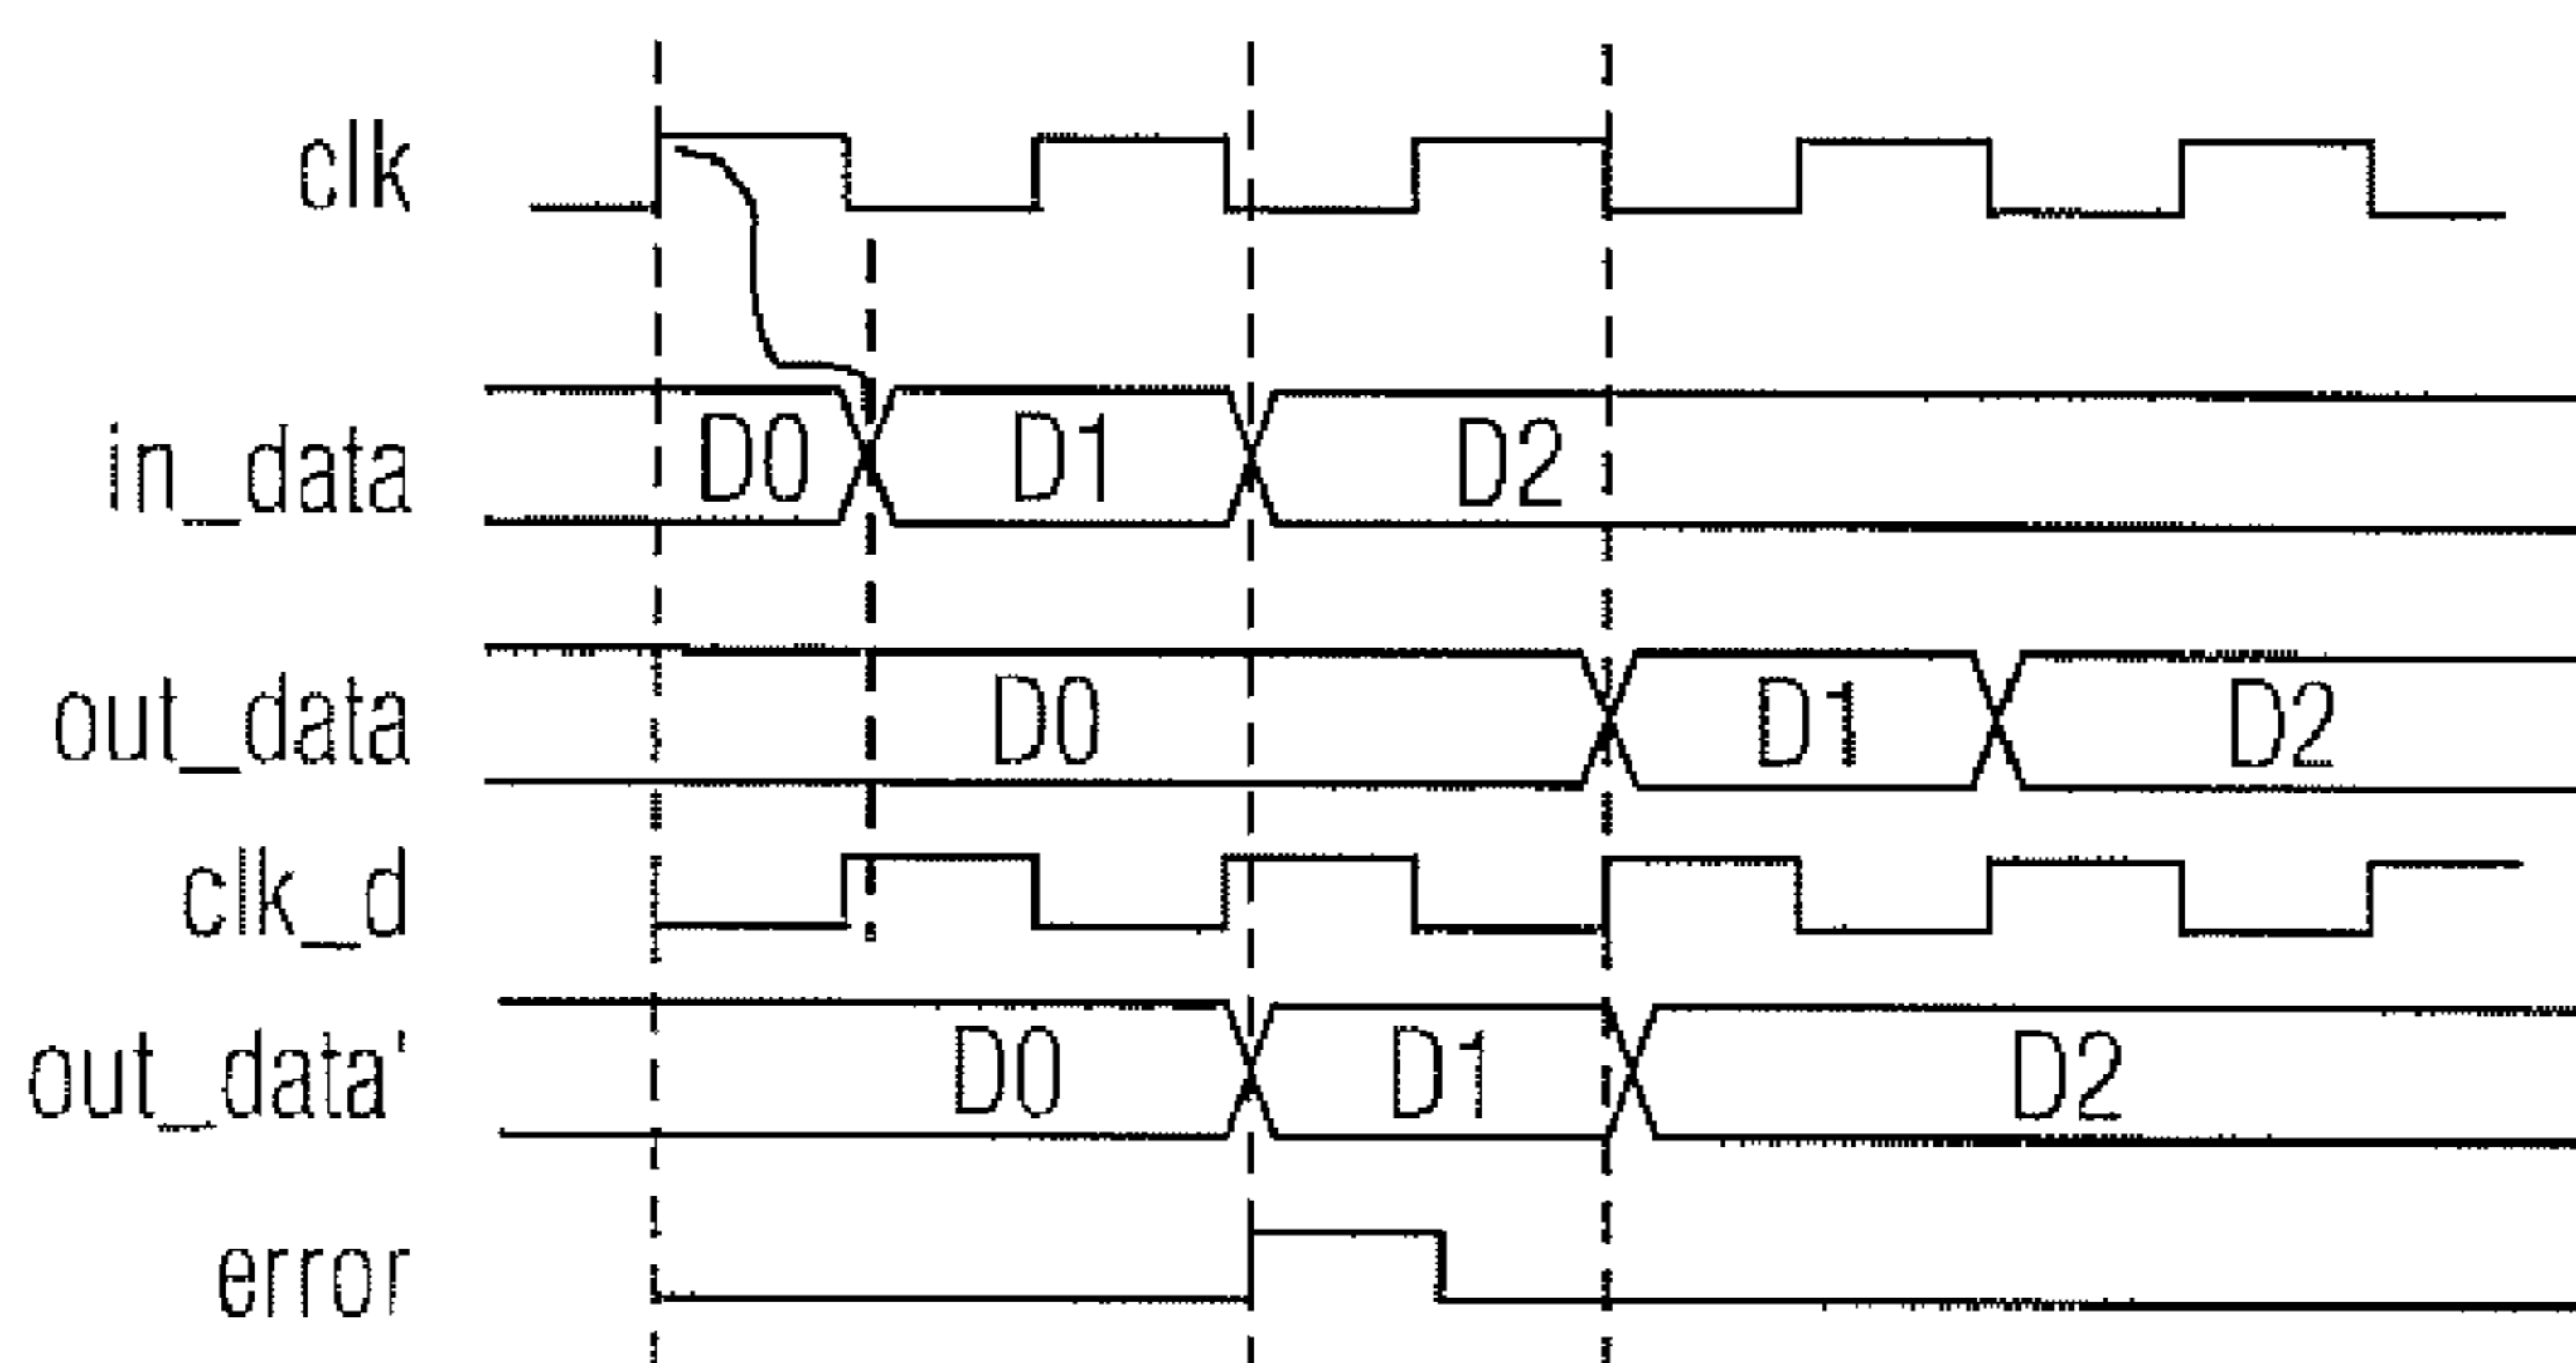 clk
in_data D0 D1 D2
out_data D0 D1 D2
clk_d
out_data' D0 D1 D2
error